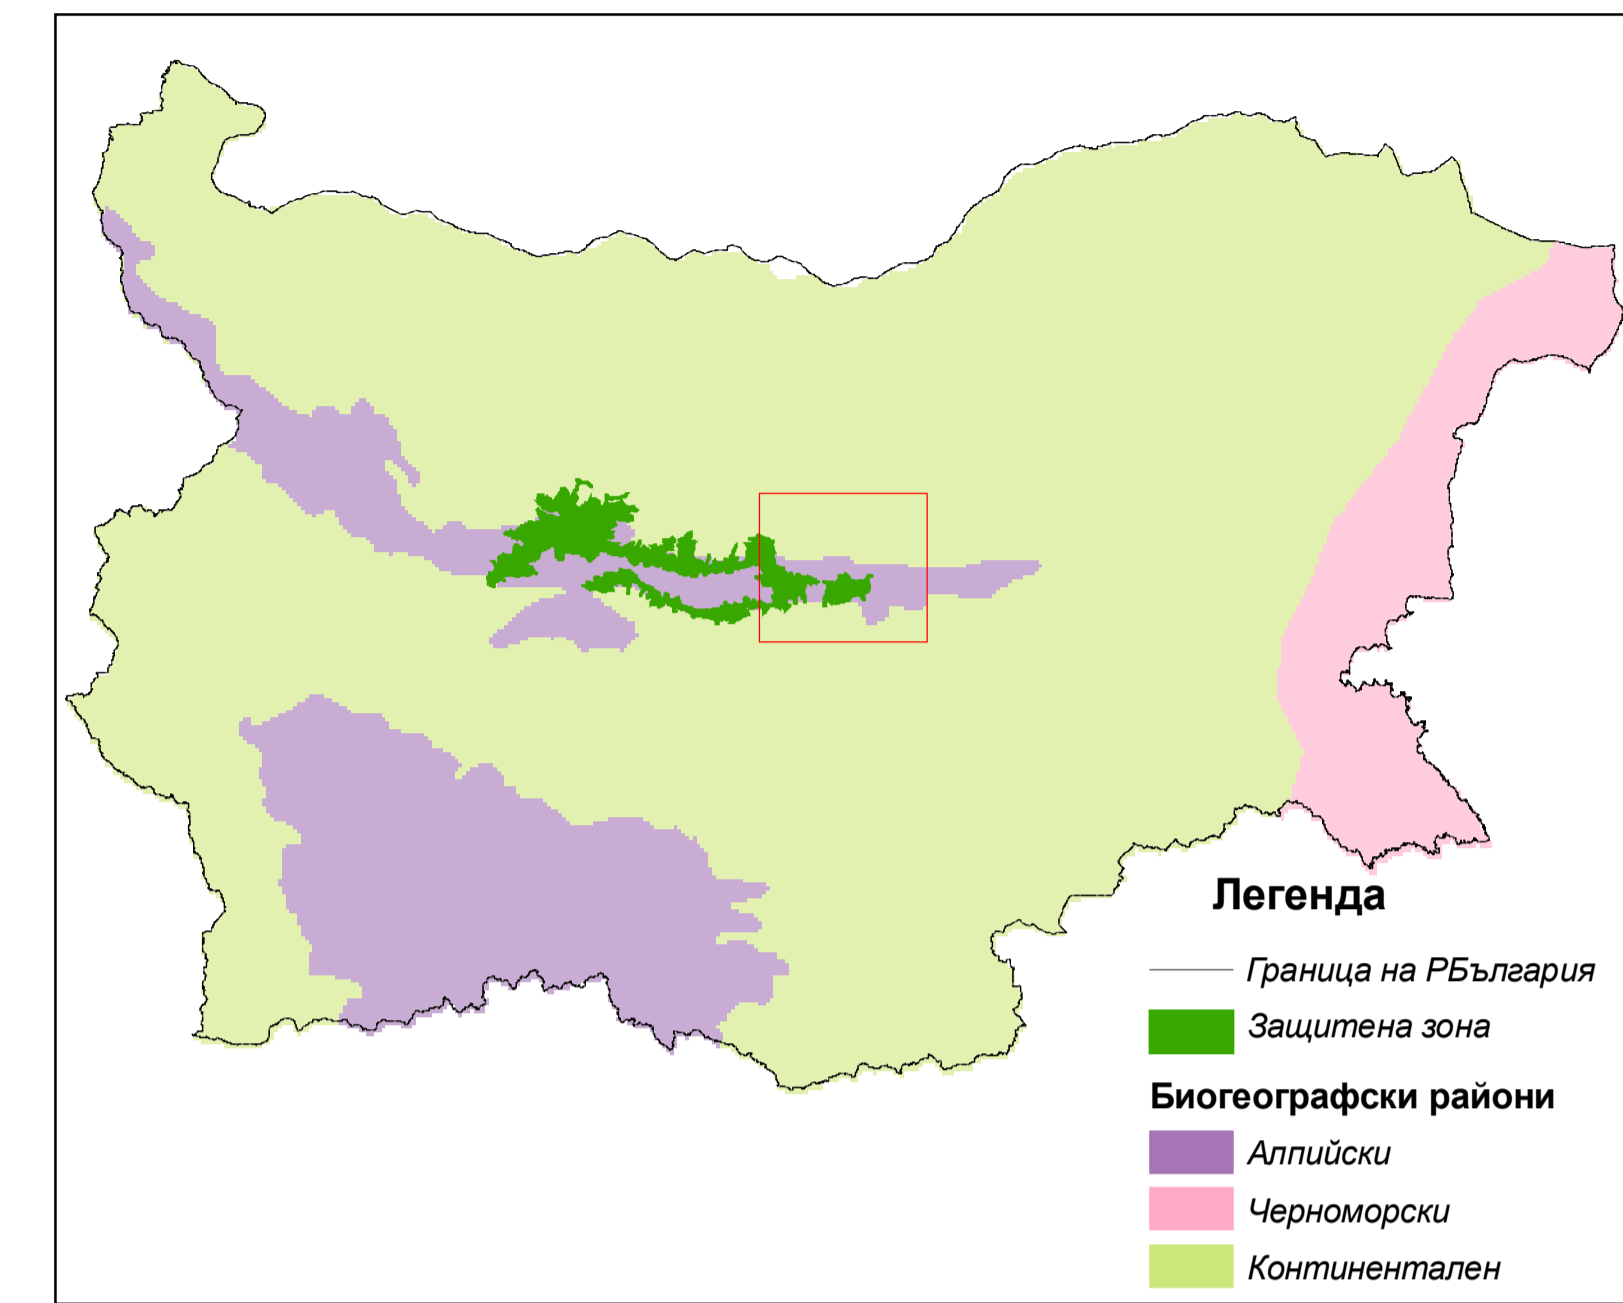 Легенда
Граница на РБългария
Защитена зона
Биогеографски райони
Алпийски
Черноморски
Континентален